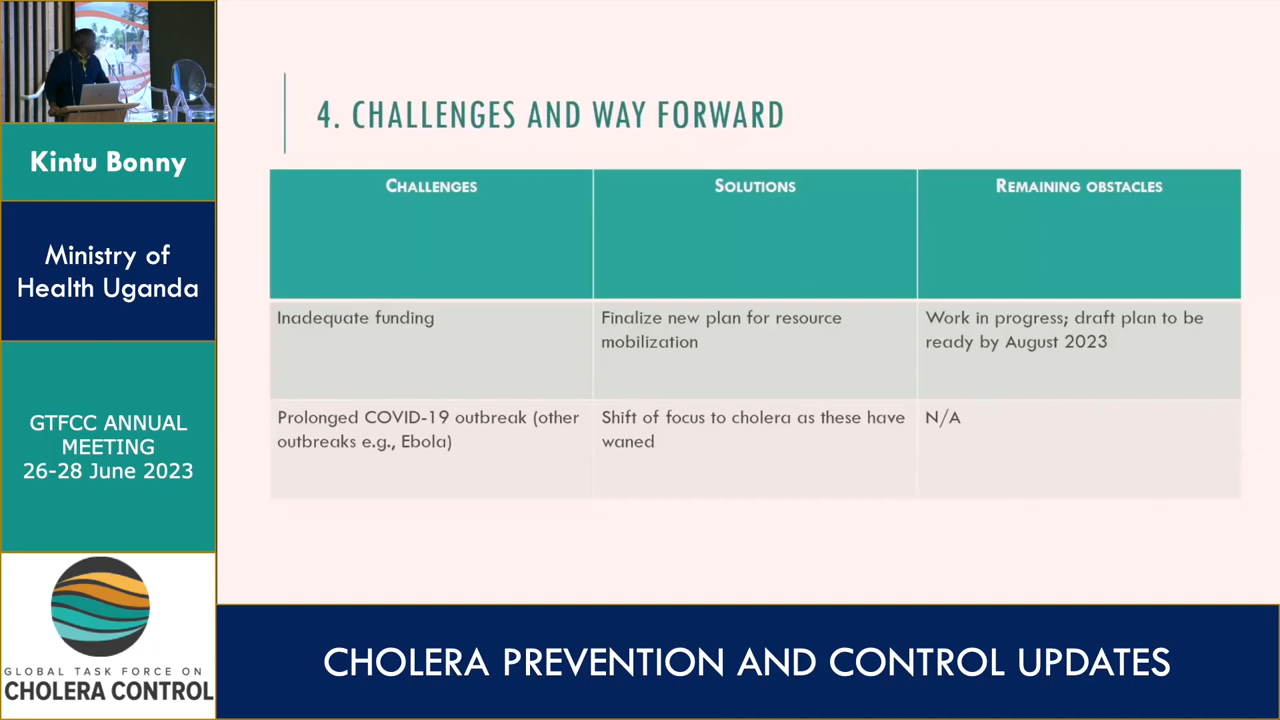 Kintu Bonny
Ministry of
Health Uganda
GTFCC ANNUAL
MEETING
26-28 June 2023
GLOBAL TASK FORCE ON
CHOLERA CONTROL
4. CHALLENGES AND WAY FORWARD
CHALLENGES
SOLUTIONS
REMAINING OBSTACLES
Inadequate funding
Finalize new plan for resource
mobilization
Work in progress; draft plan to be
ready by August 2023
Prolonged COVID-19 outbreak (other
outbreaks e.g., Ebola)
Shift of focus to cholera as these have
waned
N/A
CHOLERA PREVENTION AND CONTROL UPDATES